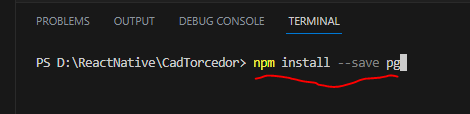 PROBLEMS OUTPUT DEBUG CONSOLE TERMINAL
PS D:\ReactNative\CadTorcedor> npm install --save pg